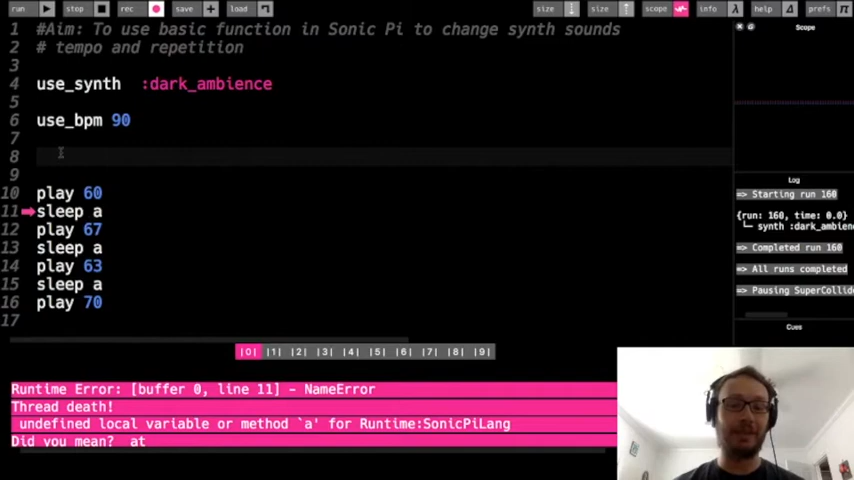 run stop rec save load size size scope info help prefs
1 #Aim: To use basic function in Sonic Pi to change synth sounds
2 # tempo and repetition
3
4 use_synth :dark_ambience
5
6 use_bpm 90
7
8
9
10 play 60
11 sleep a
12 play 67
13 sleep a
14 play 63
15 sleep a
16 play 70
17
|0| |1| |2| |3| |4| |5| |6| |7| |8| |9|
Runtime Error: [buffer 0, line 11] - NameError
Thread death!
undefined local variable or method `a' for Runtime:SonicPiLang
Did you mean? at
Scope
Log
=> Starting run 160
{run: 160, time: 0.0}
synth :dark_ambien
=> Completed run 160
=> All runs completed
=> Pausing SuperCollid
Cues